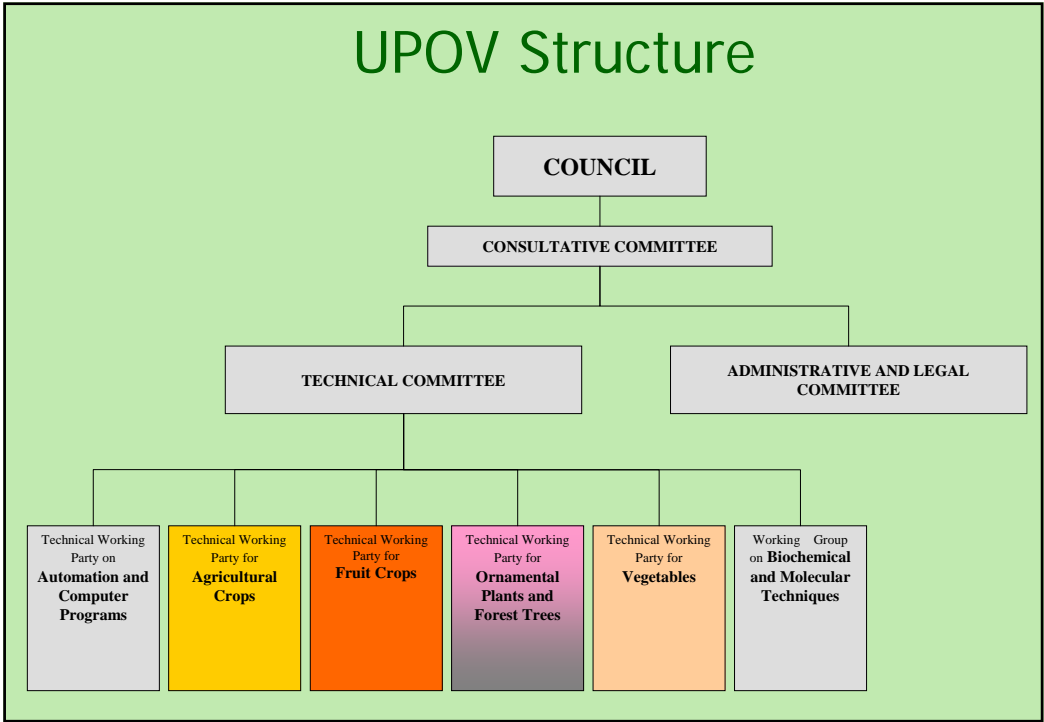 UPOV Structure
COUNCIL
CONSULTATIVE COMMITTEE
TECHNICAL COMMITTEE
ADMINISTRATIVE AND LEGAL
COMMITTEE
Technical Working
Party on
Automation and
Computer
Programs
Technical Working
Party for
Agricultural
Crops
Technical Working
Party for
Fruit Crops
Technical Working
Party for
Ornamental
Plants and
Forest Trees
Technical Working
Party for
Vegetables
Working Group
on Biochemical
and Molecular
Techniques